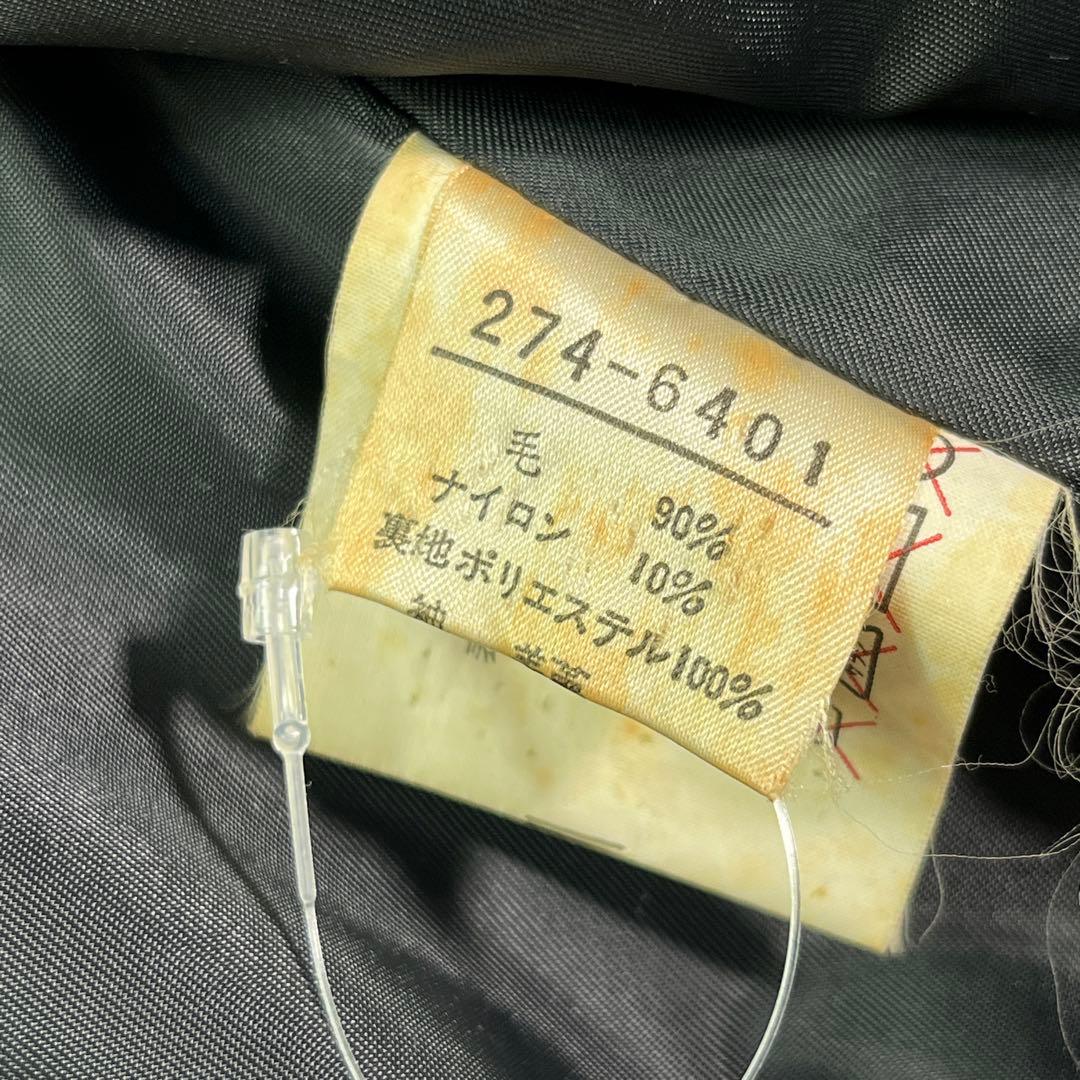 274-6401
毛 90%
ナイロン 10%
裏地ポリエステル100%